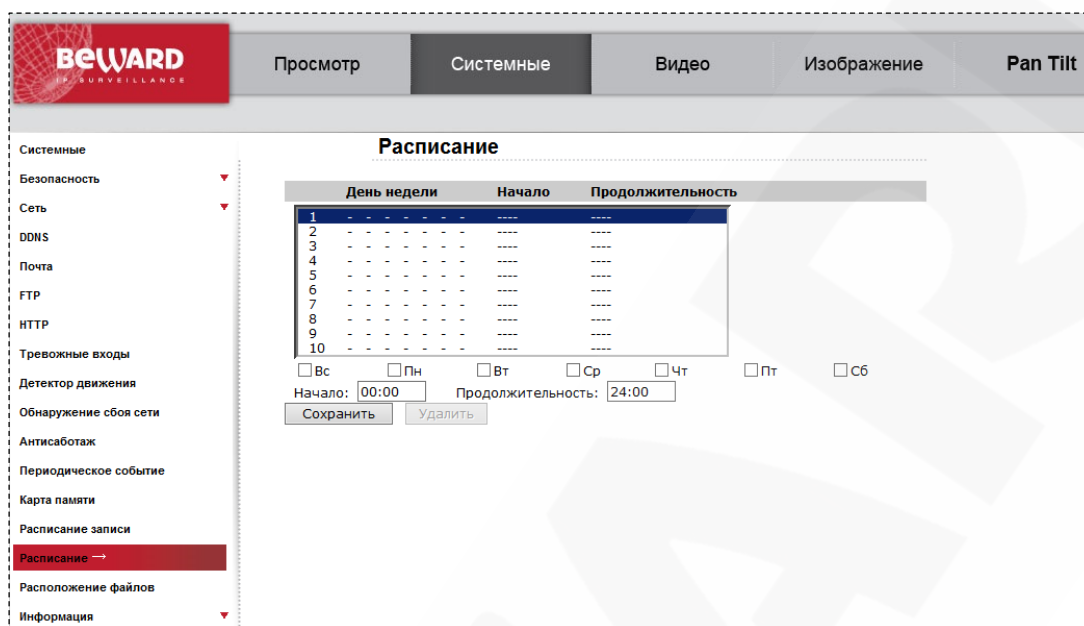 BEWARD
IP SURVEILLANCE
Просмотр
Системные
Видео
Изображение
Pan Tilt
Системные
Безопасность
Сеть
DDNS
Почта
FTP
HTTP
Тревожные входы
Детектор движения
Обнаружение сбоя сети
Антисаботаж
Периодическое событие
Карта памяти
Расписание записи
Расписание →
Расположение файлов
Информация
Расписание
День недели Начало Продолжительность
1 - - - - - - - ---- ----
2 - - - - - - - ---- ----
3 - - - - - - - ---- ----
4 - - - - - - - ---- ----
5 - - - - - - - ---- ----
6 - - - - - - - ---- ----
7 - - - - - - - ---- ----
8 - - - - - - - ---- ----
9 - - - - - - - ---- ----
10 - - - - - - - ---- ----
Вс Пн Вт Ср Чт Пт Сб
Начало: 00:00 Продолжительность: 24:00
Сохранить Удалить